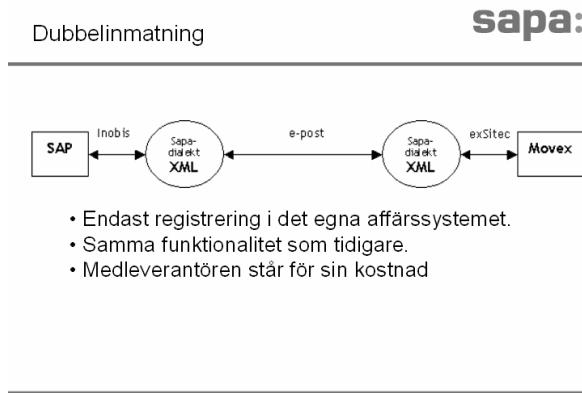 Dubbelinmatning
sapa:
SAP
Inobis
Sapa-
dialekt
XML
e-post
Sapa-
dialekt
XML
exSitec
Movex
• Endast registrering i det egna affärssystemet.
• Samma funktionalitet som tidigare.
• Medleverantören står för sin kostnad